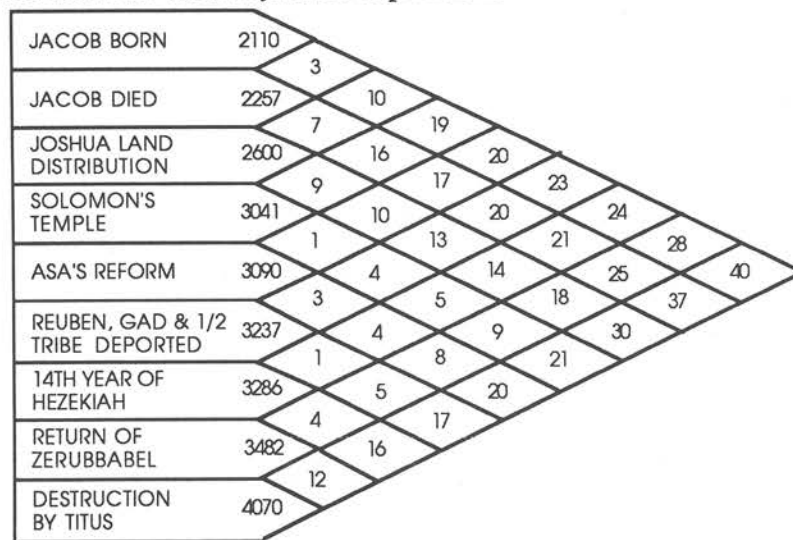 JACOB BORN 2110
3
JACOB DIED 2257 10
7 19
JOSHUA LAND
DISTRIBUTION 2600 16 20
9 17 23
SOLOMON'S
TEMPLE 3041 10 20 24
1 13 21 28
ASA'S REFORM 3090 4 14 25 40
3 5 18 37
REUBEN, GAD & 1/2
TRIBE DEPORTED 3237 4 9 30
1 8 21
14TH YEAR OF
HEZEKIAH 3286 5 20
4 17
RETURN OF
ZERUBBABEL 3482 16
12
DESTRUCTION
BY TITUS 4070